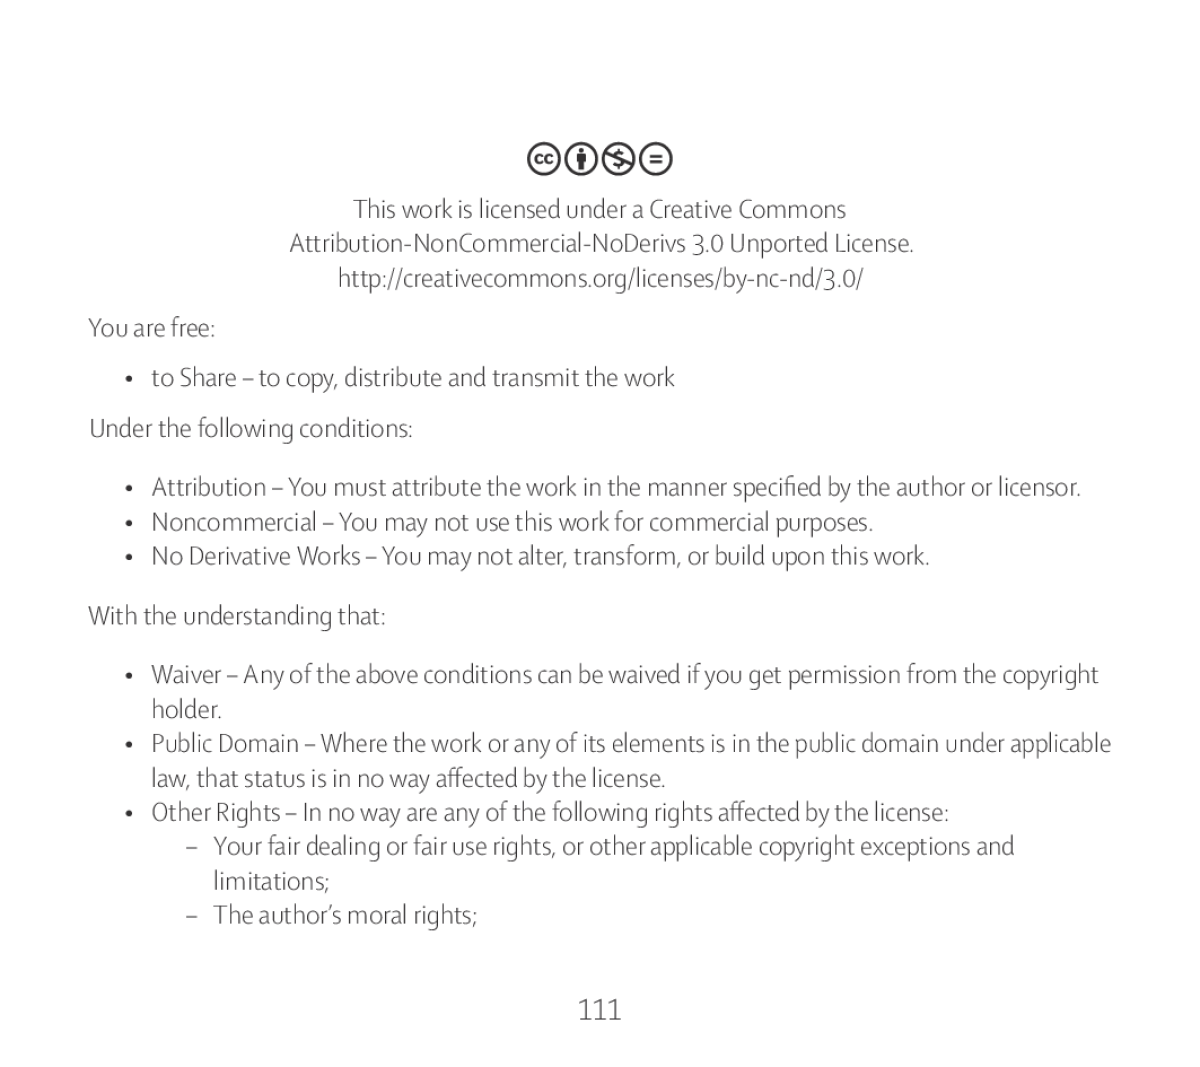 This work is licensed under a Creative Commons
Attribution-NonCommercial-NoDerivs 3.0 Unported License.
http://creativecommons.org/licenses/by-nc-nd/3.0/
You are free:
• to Share – to copy, distribute and transmit the work
Under the following conditions:
• Attribution – You must attribute the work in the manner specified by the author or licensor.
• Noncommercial – You may not use this work for commercial purposes.
• No Derivative Works – You may not alter, transform, or build upon this work.
With the understanding that:
• Waiver – Any of the above conditions can be waived if you get permission from the copyright
holder.
• Public Domain – Where the work or any of its elements is in the public domain under applicable
law, that status is in no way affected by the license.
• Other Rights – In no way are any of the following rights affected by the license:
– Your fair dealing or fair use rights, or other applicable copyright exceptions and
limitations;
– The author’s moral rights;
111